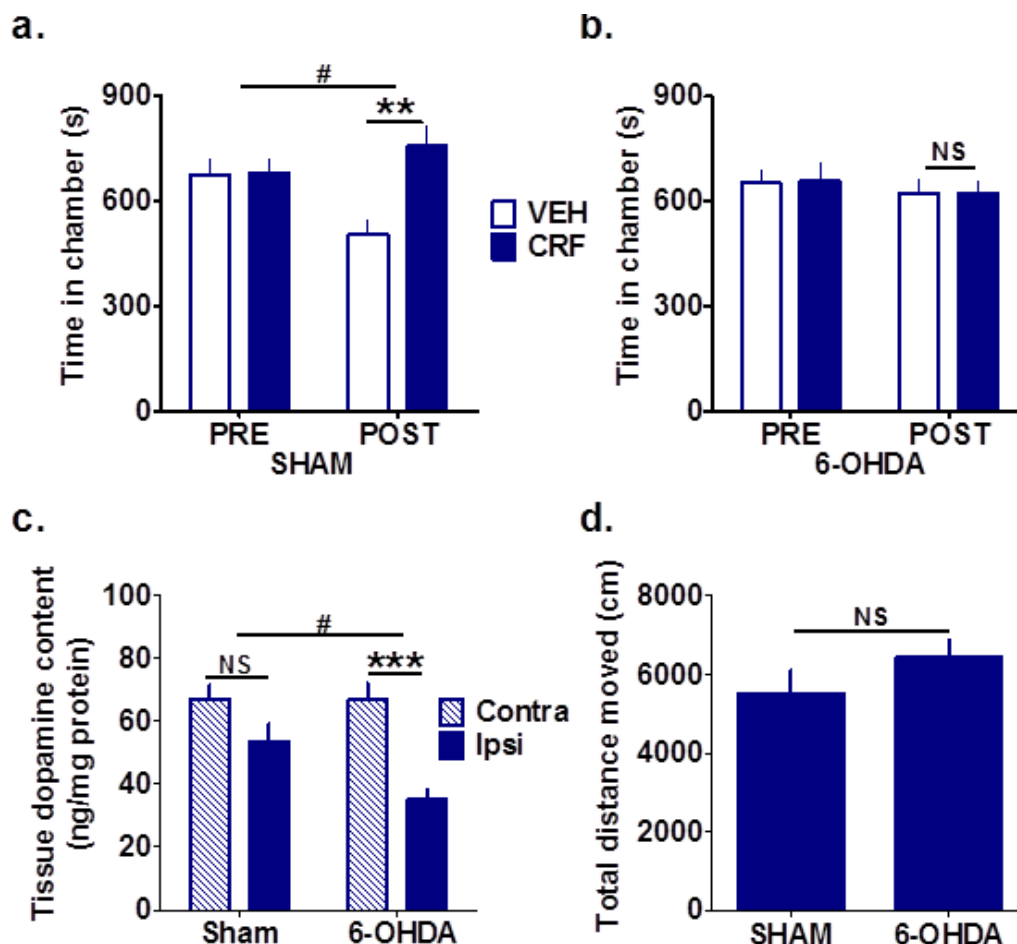 a.
#
**
900
600
300
0
Time in chamber (s)
PRE
POST
SHAM
VEH
CRF
b.
NS
900
600
300
0
Time in chamber (s)
PRE
POST
6-OHDA
c.
#
NS
***
100
80
60
40
20
0
Tissue dopamine content
(ng/mg protein)
Sham
6-OHDA
Contra
Ipsi
d.
NS
8000
6000
4000
2000
0
Total distance moved (cm)
SHAM
6-OHDA